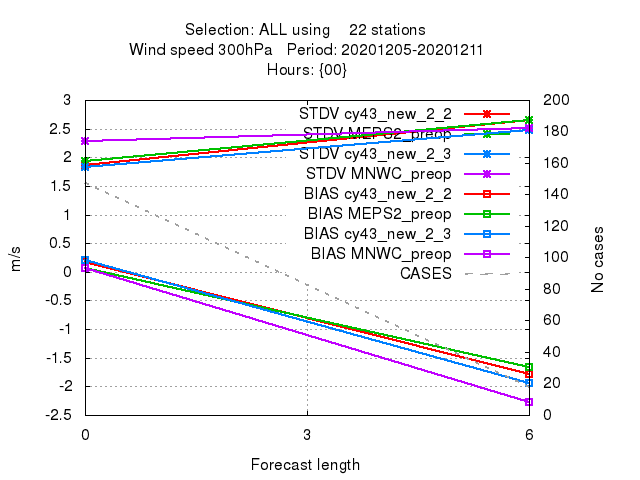 Selection: ALL using    22 stations
Wind speed 300hPa   Period: 20201205-20201211
Hours: {00}
3
2.5
2
1.5
1
0.5
0
-0.5
-1
-1.5
-2
-2.5
m/s
200
180
160
140
120
100
80
60
40
20
0
No cases
STDV cy43_new_2_2
STDV MEPS2_preop
STDV cy43_new_2_3
STDV MNWC_preop
BIAS cy43_new_2_2
BIAS MEPS2_preop
BIAS cy43_new_2_3
BIAS MNWC_preop
CASES
0 3 6
Forecast length